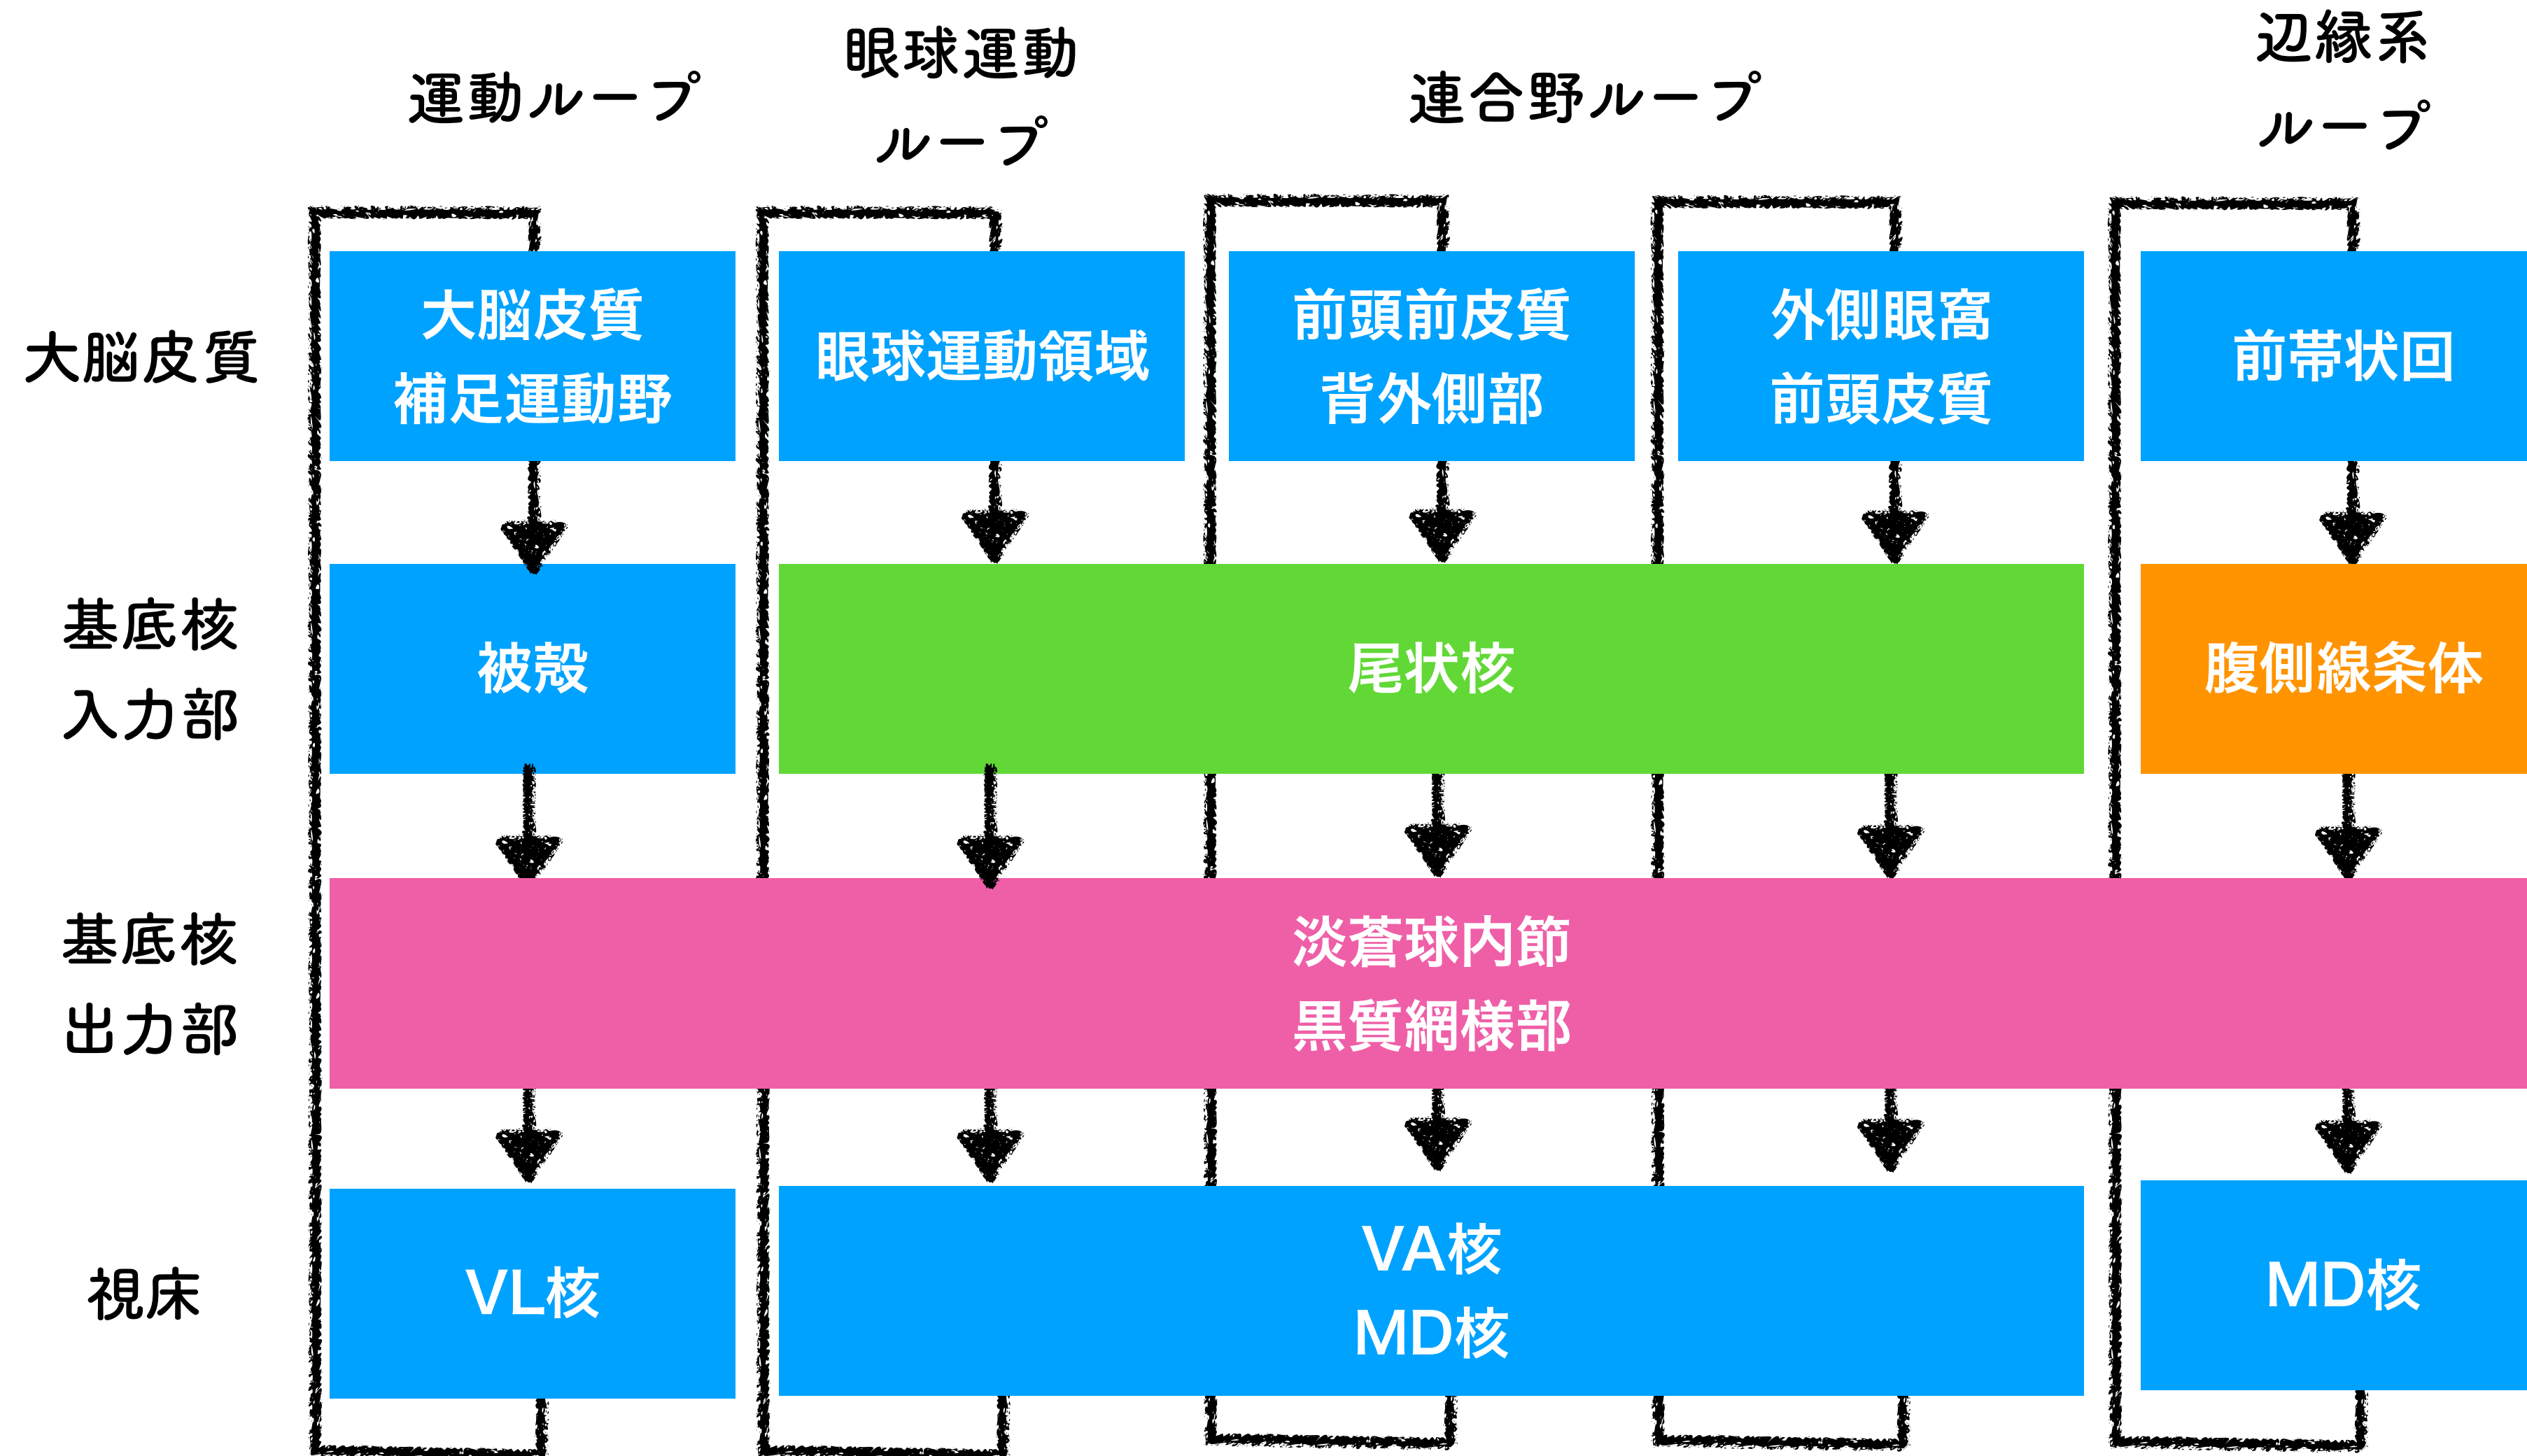 運動ループ
眼球運動
ループ
連合野ループ
辺縁系
ループ
大脳皮質
大脳皮質
補足運動野
眼球運動領域
前頭前皮質
背外側部
外側眼窩
前頭皮質
前帯状回
基底核
入力部
被殻
尾状核
腹側線条体
基底核
出力部
淡蒼球内節
黒質網様部
視床
VL核
VA核
MD核
MD核